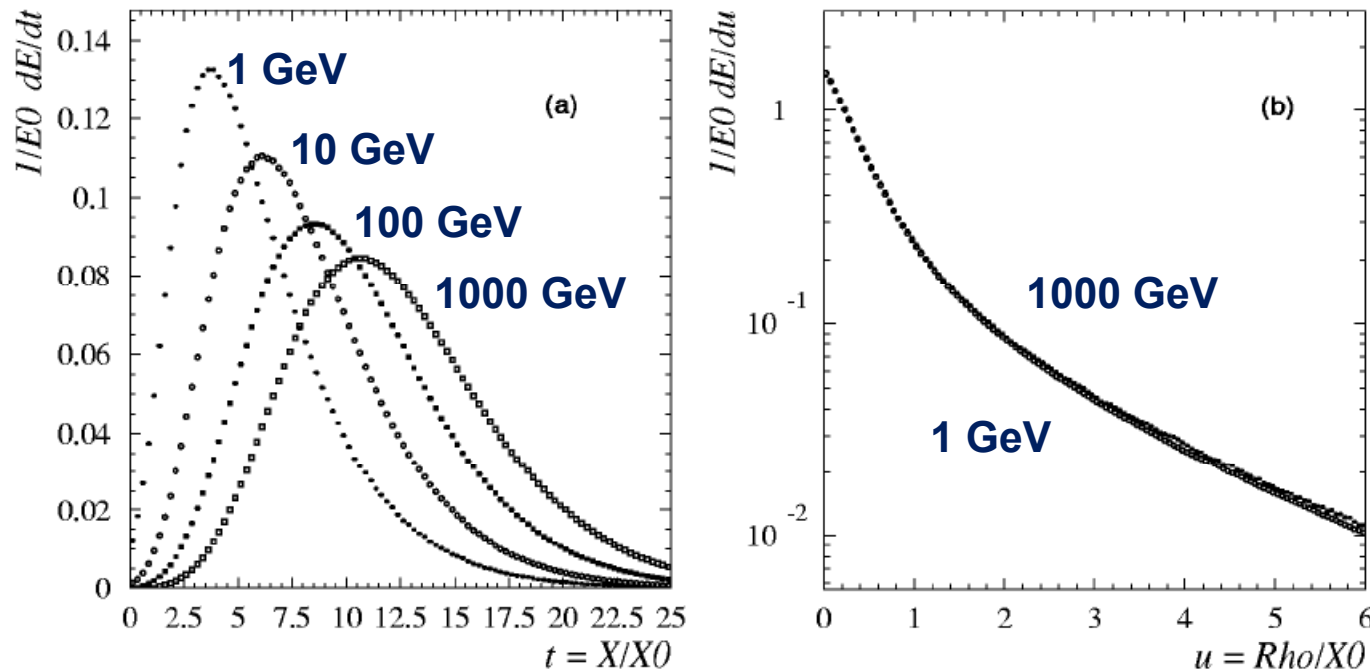 1/E0 dE/dt
0.14
0.12
0.1
0.08
0.06
0.04
0.02
0
1 GeV
10 GeV
100 GeV
1000 GeV
(a)
0 2.5 5 7.5 10 12.5 15 17.5 20 22.5 25
t = X/X0
1/E0 dE/du
1
10 -1
10 -2
(b)
1000 GeV
1 GeV
0 1 2 3 4 5 6
u = Rho/X0